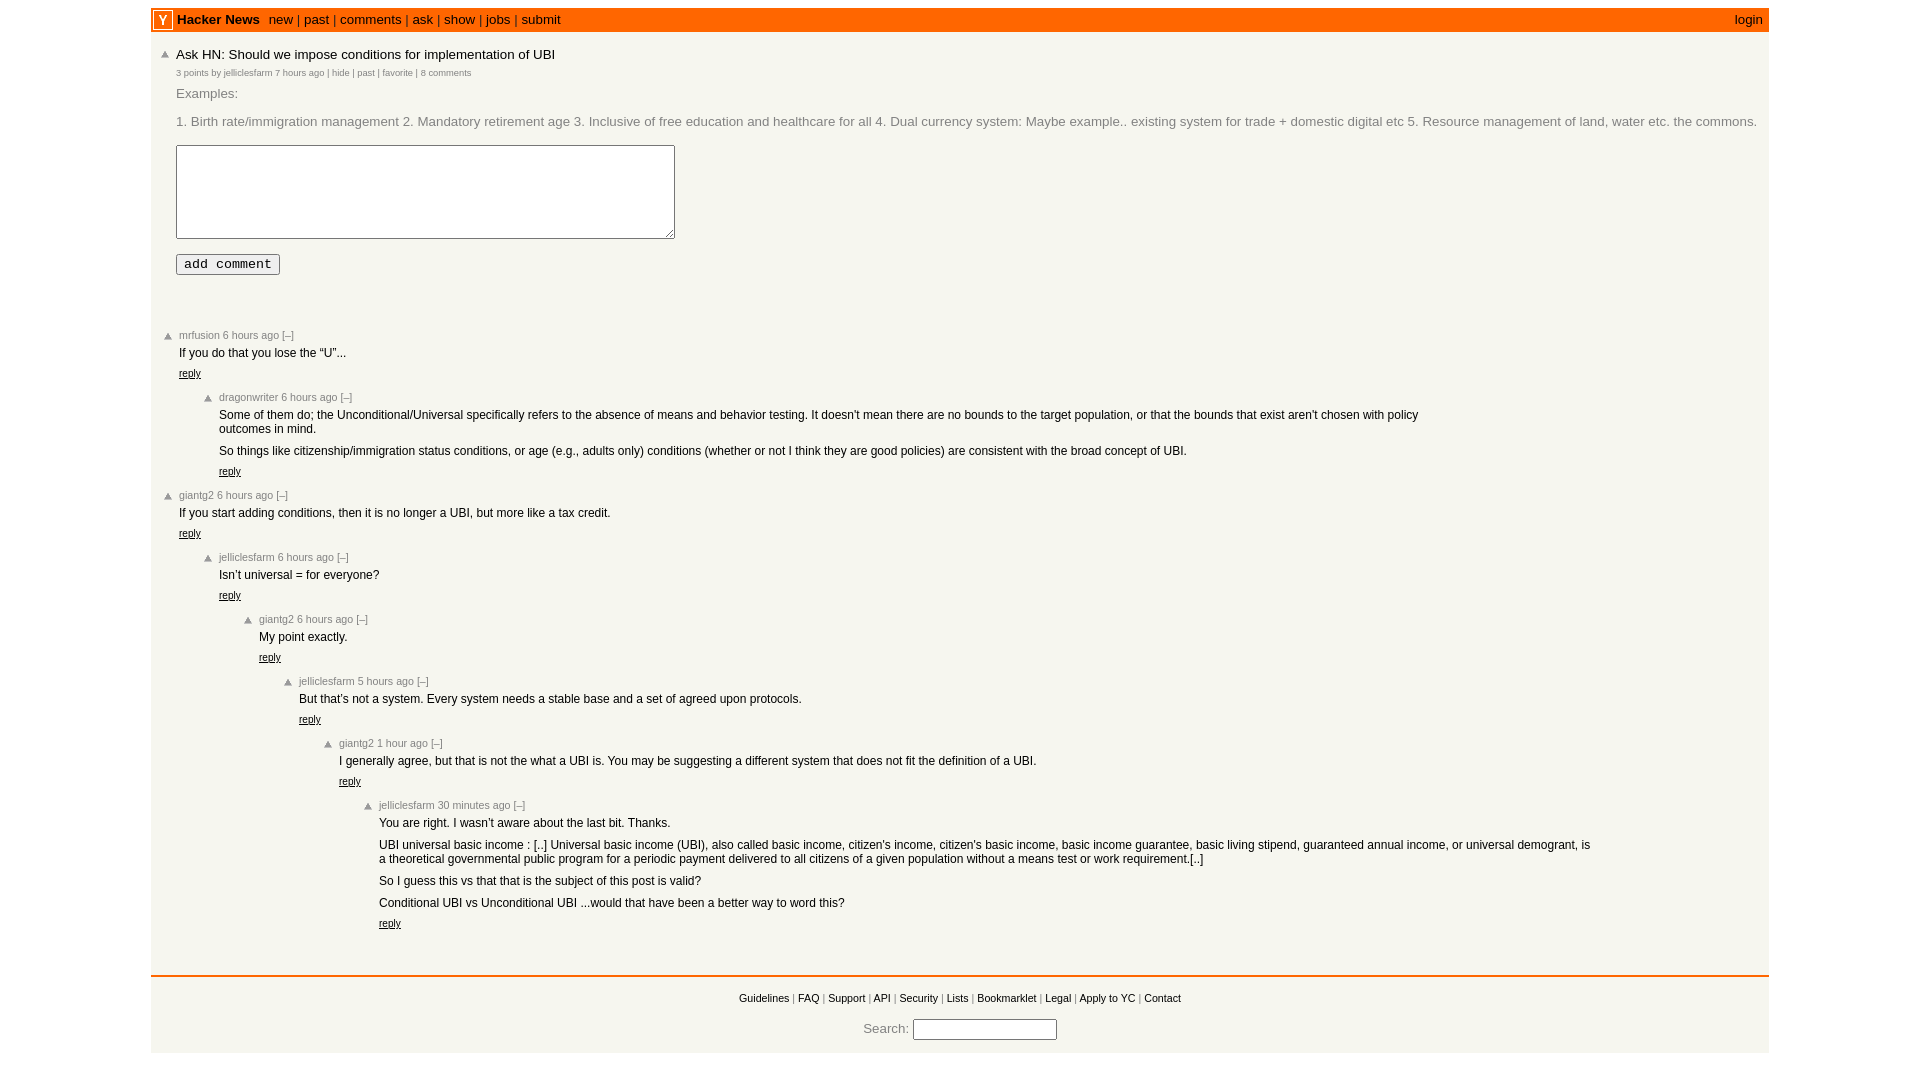 Y Hacker News new | past | comments | ask | show | jobs | submit login
Ask HN: Should we impose conditions for implementation of UBI
3 points by jelliclesfarm 7 hours ago | hide | past | favorite | 8 comments
Examples:
1. Birth rate/immigration management 2. Mandatory retirement age 3. Inclusive of free education and healthcare for all 4. Dual currency system: Maybe example.. existing system for trade + domestic digital etc 5. Resource management of land, water etc. the commons.
add comment
mrfusion 6 hours ago [–]
If you do that you lose the “U”...
reply
dragonwriter 6 hours ago [–]
Some of them do; the Unconditional/Universal specifically refers to the absence of means and behavior testing. It doesn't mean there are no bounds to the target population, or that the bounds that exist aren't chosen with policy
outcomes in mind.
So things like citizenship/immigration status conditions, or age (e.g., adults only) conditions (whether or not I think they are good policies) are consistent with the broad concept of UBI.
reply
giantg2 6 hours ago [–]
If you start adding conditions, then it is no longer a UBI, but more like a tax credit.
reply
jelliclesfarm 6 hours ago [–]
Isn’t universal = for everyone?
reply
giantg2 6 hours ago [–]
My point exactly.
reply
jelliclesfarm 5 hours ago [–]
But that’s not a system. Every system needs a stable base and a set of agreed upon protocols.
reply
giantg2 1 hour ago [–]
I generally agree, but that is not the what a UBI is. You may be suggesting a different system that does not fit the definition of a UBI.
reply
jelliclesfarm 30 minutes ago [–]
You are right. I wasn’t aware about the last bit. Thanks.
UBI universal basic income : [..] Universal basic income (UBI), also called basic income, citizen's income, citizen's basic income, basic income guarantee, basic living stipend, guaranteed annual income, or universal demogrant, is
a theoretical governmental public program for a periodic payment delivered to all citizens of a given population without a means test or work requirement.[..]
So I guess this vs that that is the subject of this post is valid?
Conditional UBI vs Unconditional UBI ...would that have been a better way to word this?
reply
Guidelines | FAQ | Support | API | Security | Lists | Bookmarklet | Legal | Apply to YC | Contact
Search: